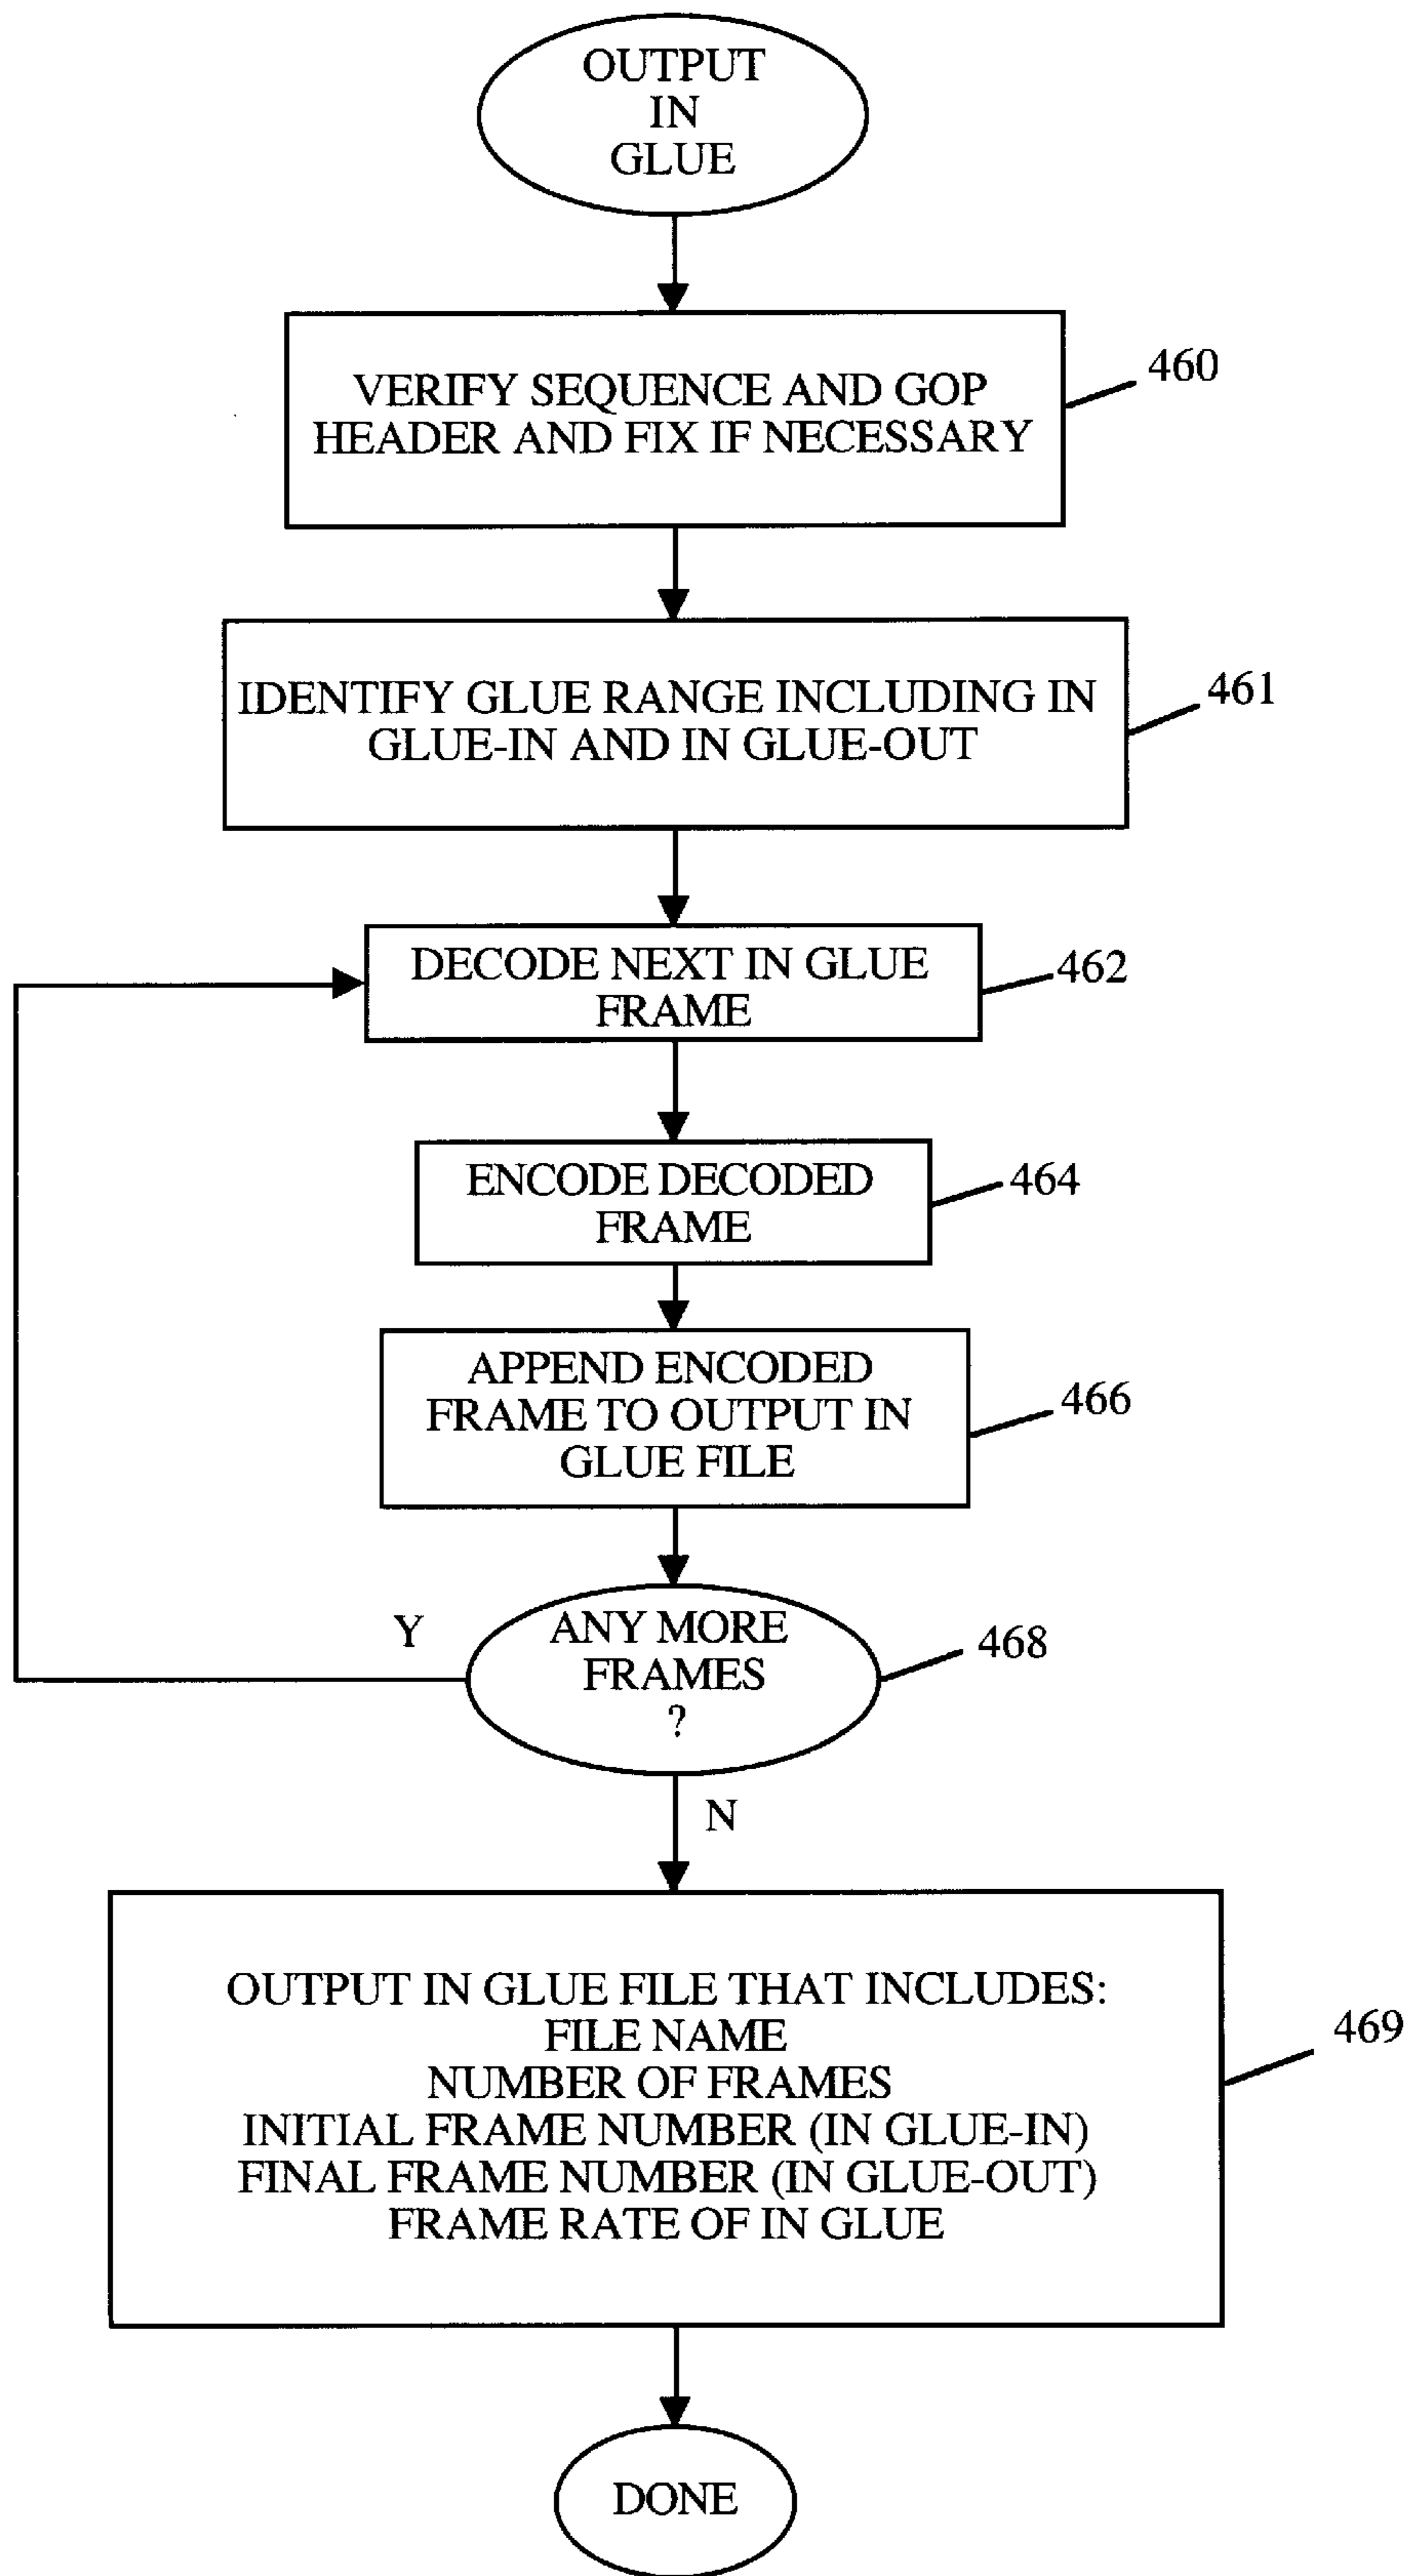 OUTPUT
IN
GLUE
VERIFY SEQUENCE AND GOP
HEADER AND FIX IF NECESSARY
460
IDENTIFY GLUE RANGE INCLUDING IN
GLUE-IN AND IN GLUE-OUT
461
DECODE NEXT IN GLUE
FRAME
462
ENCODE DECODED
FRAME
464
APPEND ENCODED
FRAME TO OUTPUT IN
GLUE FILE
466
Y
ANY MORE
FRAMES
?
468
N
OUTPUT IN GLUE FILE THAT INCLUDES:
FILE NAME
NUMBER OF FRAMES
INITIAL FRAME NUMBER (IN GLUE-IN)
FINAL FRAME NUMBER (IN GLUE-OUT)
FRAME RATE OF IN GLUE
469
DONE